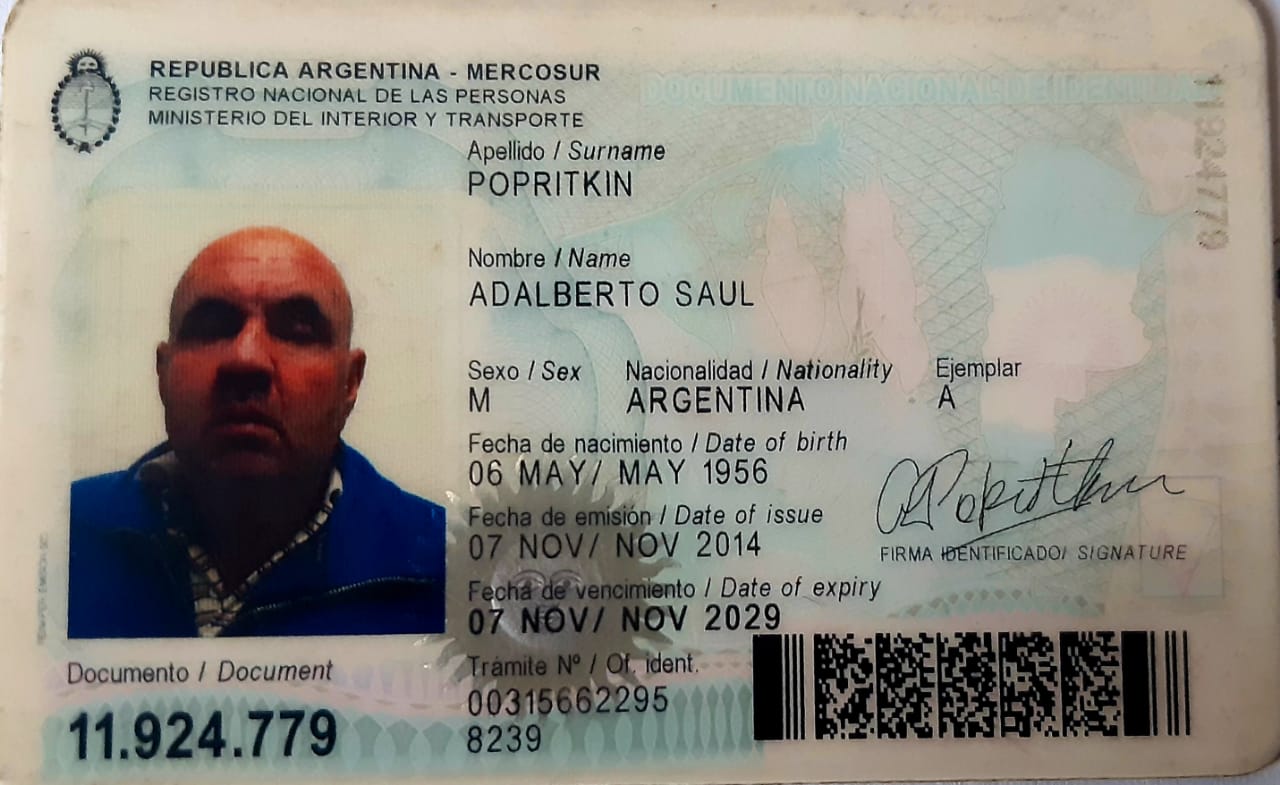 REPUBLICA ARGENTINA - MERCOSUR
REGISTRO NACIONAL DE LAS PERSONAS
MINISTERIO DEL INTERIOR Y TRANSPORTE
DOCUMENTO NACIONAL DE IDENTIDAD
Apellido / Surname
POPRITKIN
Nombre / Name
ADALBERTO SAUL
Sexo / Sex Nacionalidad / Nationality Ejemplar
M ARGENTINA A
Fecha de nacimiento / Date of birth
06 MAY/ MAY 1956
Fecha de emisión / Date of issue
07 NOV/ NOV 2014
FIRMA IDENTIFICADO/ SIGNATURE
Fecha de vencimiento / Date of expiry
07 NOV/ NOV 2029
Trámite Nº / Of. ident.
00315662295
8239
Documento / Document
11.924.779
11924779